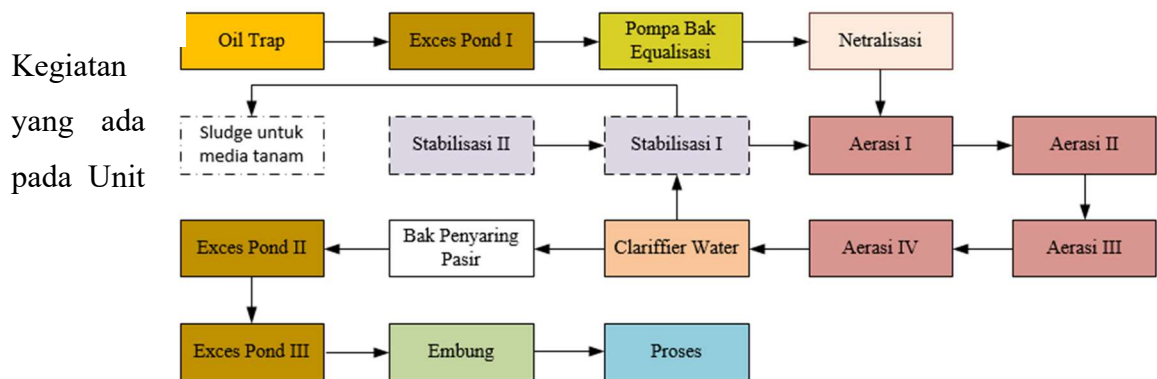 Kegiatan
yang ada
pada Unit
Oil Trap
Exces Pond I
Pompa Bak
Equalisasi
Netralisasi
Sludge untuk
media tanam
Stabilisasi II
Stabilisasi I
Aerasi I
Aerasi II
Exces Pond II
Bak Penyaring
Pasir
Clariffier Water
Aerasi IV
Aerasi III
Exces Pond III
Embung
Proses